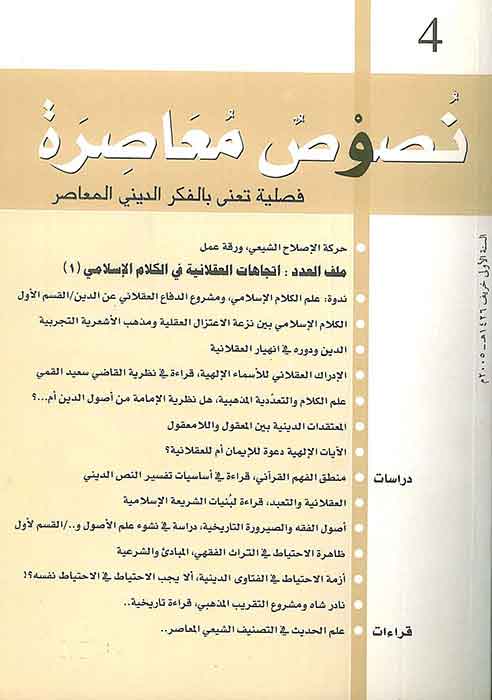 4
نُصوْصٌ مُعَاصِرَة
فصلية تعنى بالفكر الديني المعاصر
السنة الأولى خريف ١٤٢٦هـ ـ ٢٠٠٥م
حركة الإصلاح الشيعي، ورقة عمل
ملف العدد : اتجاهات العقلانية في الكلام الإسلامي (١)
ندوة: علم الكلام الإسلامي، ومشروع الدفاع العقلاني عن الدين/القسم الأول
الكلام الإسلامي بين نزعة الاعتزال العقلية ومذهب الأشعرية التجريبية
الدين ودوره في انهيار العقلانية
الإدراك العقلاني للأسماء الإلهية، قراءة في نظرية القاضي سعيد القمي
علم الكلام والتعدّدية المذهبية، هل نظرية الإمامة من أصول الدين أم...؟
المعتقدات الدينية بين المعقول واللامعقول
الآيات الإلهية دعوة للإيمان أم للعقلانية؟
دراسات
منطق الفهم القرآني، قراءة في أساسيات تفسير النص الديني
العقلانية والتعبد، قراءة لبُنيات الشريعة الإسلامية
أصول الفقه والصيرورة التاريخية، دراسة في نشوء علم الأصول و../القسم لأول
ظاهرة الاحتياط في التراث الفقهي، المبادئ والشرعية
أزمة الاحتياط في الفتاوى الدينية، ألا يجب الاحتياط في الاحتياط نفسه؟!
نادر شاه ومشروع التقريب المذهبي، قراءة تاريخية..
قراءات
علم الحديث في التصنيف الشيعي المعاصر..